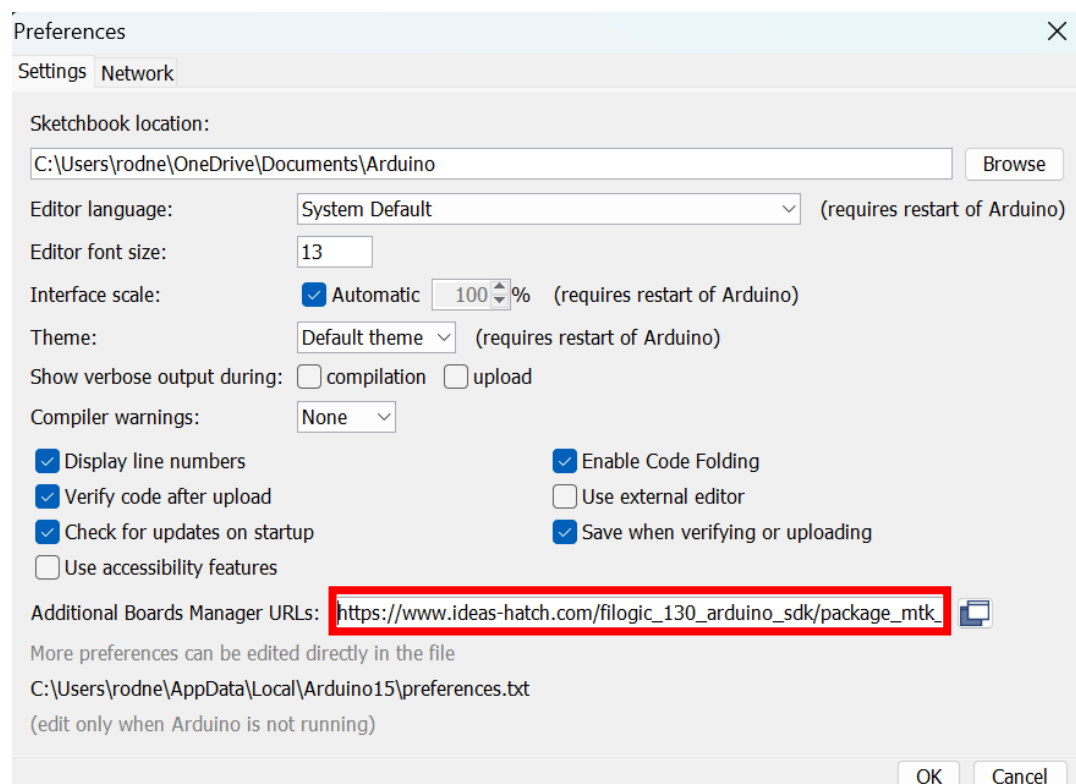 Preferences
Settings Network
Sketchbook location:
C:\Users\rodne\OneDrive\Documents\Arduino Browse
Editor language: System Default (requires restart of Arduino)
Editor font size: 13
Interface scale: Automatic 100 % (requires restart of Arduino)
Theme: Default theme (requires restart of Arduino)
Show verbose output during: compilation upload
Compiler warnings: None
Display line numbers Enable Code Folding
Verify code after upload Use external editor
Check for updates on startup Save when verifying or uploading
Use accessibility features
Additional Boards Manager URLs: https://www.ideas-hatch.com/filogic_130_arduino_sdk/package_mtk_
More preferences can be edited directly in the file
C:\Users\rodne\AppData\Local\Arduino15\preferences.txt
(edit only when Arduino is not running)
OK Cancel